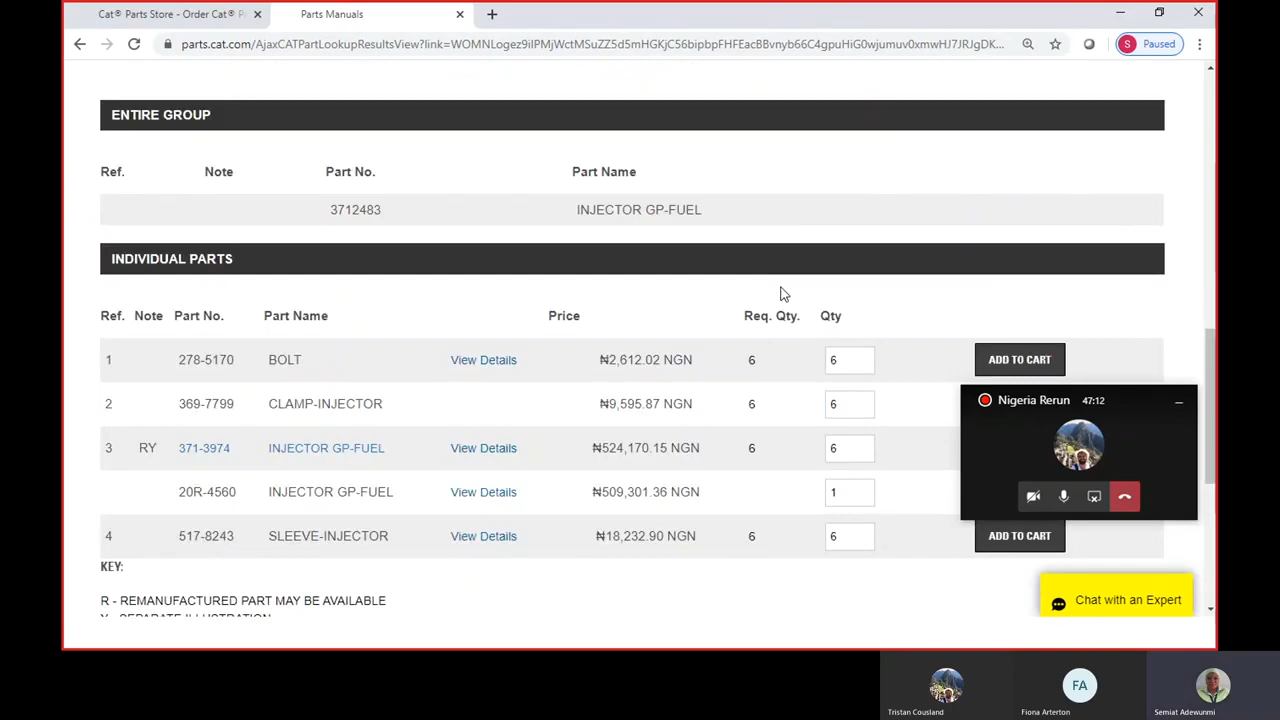 Cat® Parts Store - Order Cat® P
Parts Manuals
parts.cat.com/AjaxCATPartLookupResultsView?link=WOMNLogez9iIPMjWctMSuZZ5d5mHGKjC56bipbpFHFEacBBvnyb66C4gpuHiG0wjumuv0xmwHJ7JRJgDK...
S Paused
ENTIRE GROUP
Ref. Note Part No. Part Name
3712483 INJECTOR GP-FUEL
INDIVIDUAL PARTS
Ref. Note Part No. Part Name Price Req. Qty. Qty
1 278-5170 BOLT View Details ₦2,612.02 NGN 6 6 ADD TO CART
2 369-7799 CLAMP-INJECTOR ₦9,595.87 NGN 6 6
3 RY 371-3974 INJECTOR GP-FUEL View Details ₦524,170.15 NGN 6 6
20R-4560 INJECTOR GP-FUEL View Details ₦509,301.36 NGN 1
4 517-8243 SLEEVE-INJECTOR View Details ₦18,232.90 NGN 6 6 ADD TO CART
Nigeria Rerun 47:12
KEY:
R - REMANUFACTURED PART MAY BE AVAILABLE
Y - SEPARATE ILLUSTRATION
Chat with an Expert
FA
Tristan Cousland
Fiona Arterton
Semiat Adewunmi